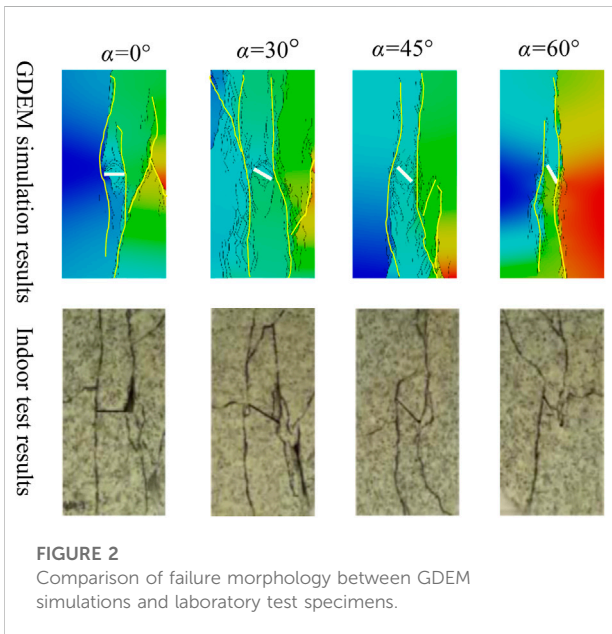 α=0° α=30° α=45° α=60°
GDEM simulation results
Indoor test results
FIGURE 2
Comparison of failure morphology between GDEM
simulations and laboratory test specimens.